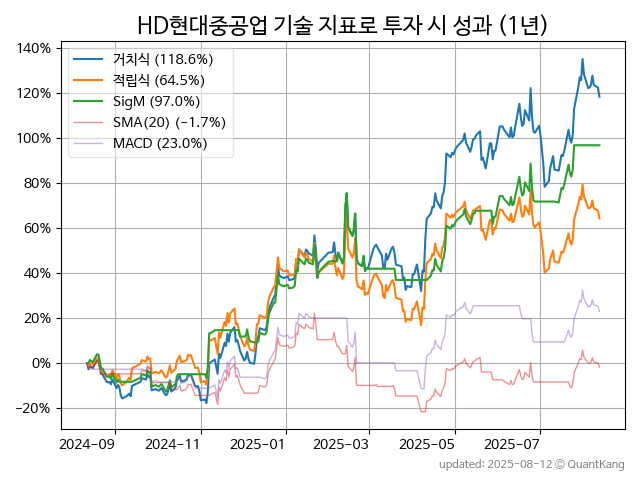 HD현대중공업 기술 지표로 투자 시 성과 (1년)
140%
120%
100%
80%
60%
40%
20%
0%
−20%
거치식 (118.6%)
적립식 (64.5%)
SigM (97.0%)
SMA(20) (-1.7%)
MACD (23.0%)
2024-09 2024-11 2025-01 2025-03 2025-05 2025-07
updated: 2025-08-12 © QuantKang